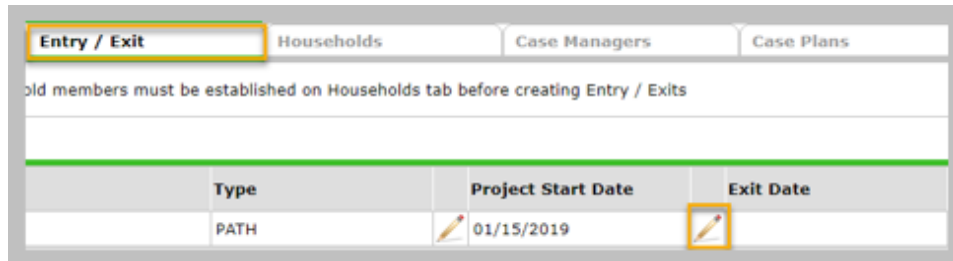 Entry / Exit Households Case Managers Case Plans
old members must be established on Households tab before creating Entry / Exits
Type Project Start Date Exit Date
PATH 01/15/2019